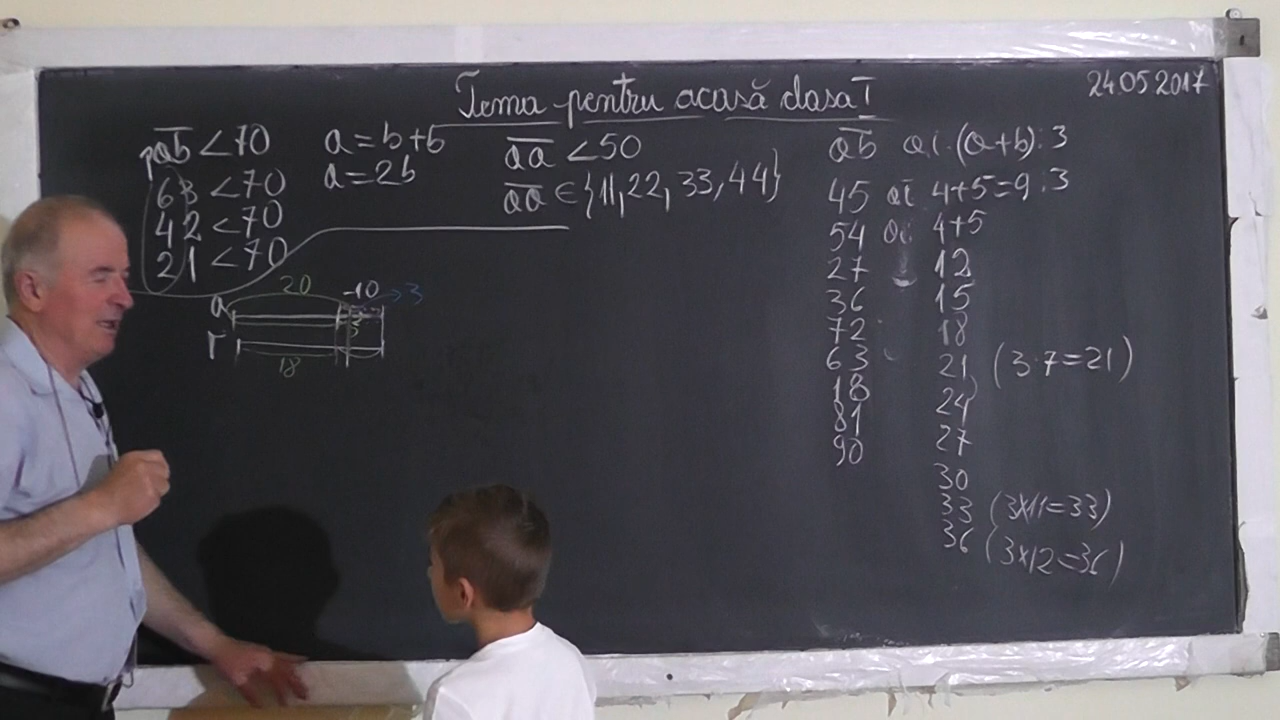 Tema pentru acasă clasa I
24.05.2017
ab <70
63 <70
42 <70
21 <70
a=b+b
a=2b
aa <50
aa ∈{11,22,33,44}
ab a.i. (a+b):3
45 ai 4+5=9:3
54 ai 4+5
27 12
36 15
72 18
63 21 (3·7=21)
18 24
81 27
90 30
33 (3×11=33)
36 (3×12=36)
20 -10 →3
a
r
18